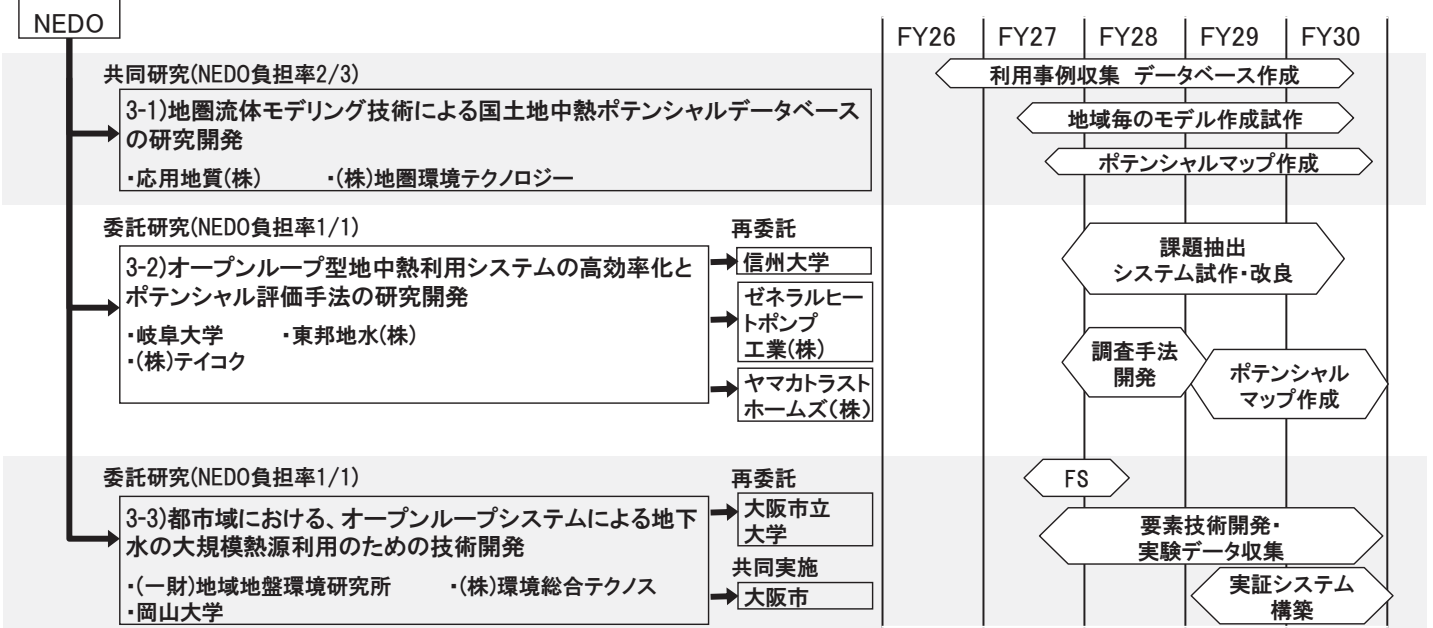 NEDO
FY26 FY27 FY28 FY29 FY30
共同研究(NEDO負担率2/3)
3-1)地圏流体モデリング技術による国土地中熱ポテンシャルデータベース
の研究開発
・応用地質(株) ・(株)地圏環境テクノロジー
利用事例収集 データベース作成
地域毎のモデル作成試作
ポテンシャルマップ作成
委託研究(NEDO負担率1/1)
3-2)オープンループ型地中熱利用システムの高効率化と
ポテンシャル評価手法の研究開発
・岐阜大学 ・東邦地水(株)
・(株)テイコク
再委託
信州大学
ゼネラルヒー
トポンプ
工業(株)
ヤマカトラスト
ホームズ(株)
課題抽出
システム試作・改良
調査手法
開発
ポテンシャル
マップ作成
委託研究(NEDO負担率1/1)
3-3)都市域における、オープンループシステムによる地下
水の大規模熱源利用のための技術開発
・(一財)地域地盤環境研究所 ・(株)環境総合テクノス
・岡山大学
再委託
大阪市立
大学
共同実施
大阪市
FS
要素技術開発・
実験データ収集
実証システム
構築